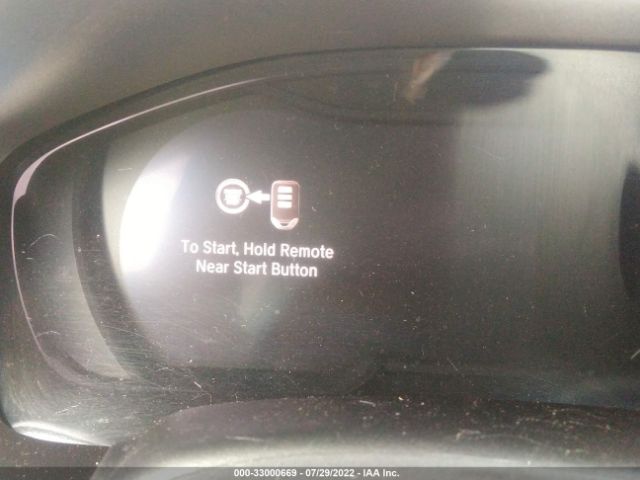 To Start, Hold Remote
Near Start Button
000-33000669 - 07/29/2022 - IAA Inc.